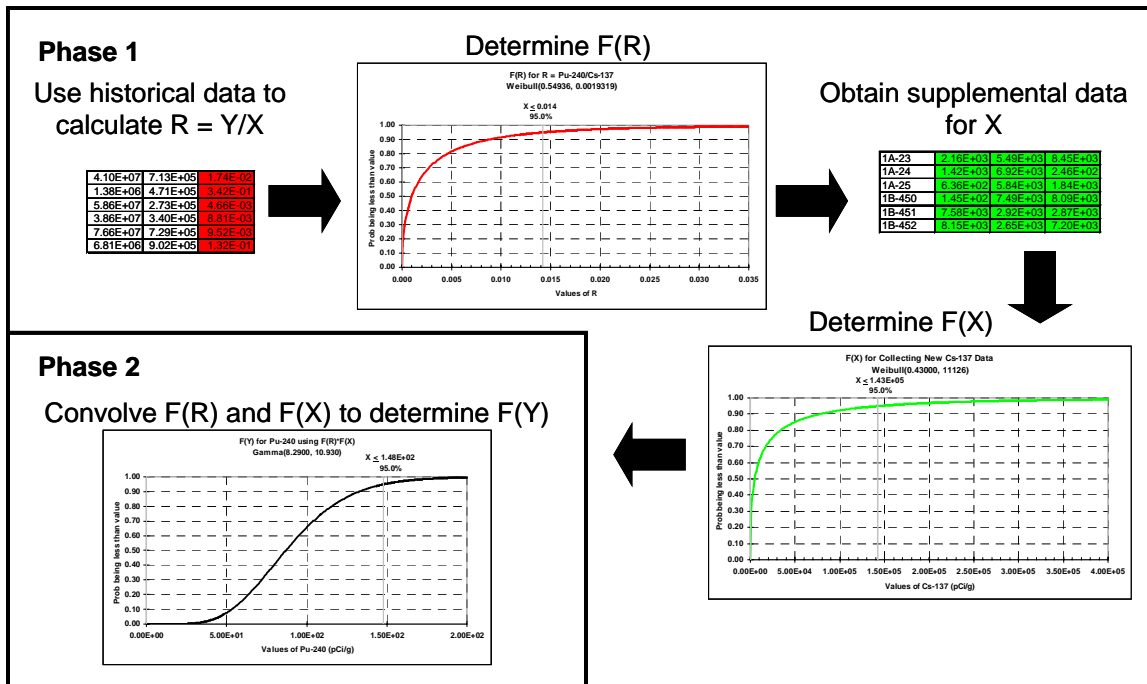 Phase 1
Use historical data to
calculate R = Y/X
4.10E+07 7.13E+05 1.74E-02
1.38E+06 4.71E+05 3.42E-01
5.86E+07 2.73E+05 4.66E-03
3.86E+07 3.40E+05 8.81E-03
7.66E+07 7.29E+05 9.52E-03
6.81E+06 9.02E+05 1.32E-01
Determine F(R)
F(R) for R = Pu-240/Cs-137
Weibull(0.54936, 0.0019319)
X ≤ 0.014
95.0%
Prob being less than value
1.00
0.90
0.80
0.70
0.60
0.50
0.40
0.30
0.20
0.10
0.00
0.000 0.005 0.010 0.015 0.020 0.025 0.030 0.035
Values of R
Obtain supplemental data
for X
1A-23 2.16E+03 5.49E+03 8.45E+03
1A-24 1.42E+03 6.92E+03 2.46E+02
1A-25 6.36E+02 5.84E+03 1.84E+03
1B-450 1.45E+02 7.49E+03 8.09E+03
1B-451 7.58E+03 2.92E+03 2.87E+03
1B-452 8.15E+03 2.65E+03 7.20E+03
Determine F(X)
F(X) for Collecting New Cs-137 Data
Weibull(0.43000, 11126)
X ≤ 1.43E+05
95.0%
Prob being less than value
1.00
0.90
0.80
0.70
0.60
0.50
0.40
0.30
0.20
0.10
0.00
0.00E+00 5.00E+04 1.00E+05 1.50E+05 2.00E+05 2.50E+05 3.00E+05 3.50E+05 4.00E+05
Values of Cs-137 (pCi/g)
Phase 2
Convolve F(R) and F(X) to determine F(Y)
F(Y) for Pu-240 using F(R)*F(X)
Gamma(8.2900, 10.930)
X ≤ 1.48E+02
95.0%
Prob being less than value
1.00
0.90
0.80
0.70
0.60
0.50
0.40
0.30
0.20
0.10
0.00
0.00E+00 5.00E+01 1.00E+02 1.50E+02 2.00E+02
Values of Pu-240 (pCi/g)